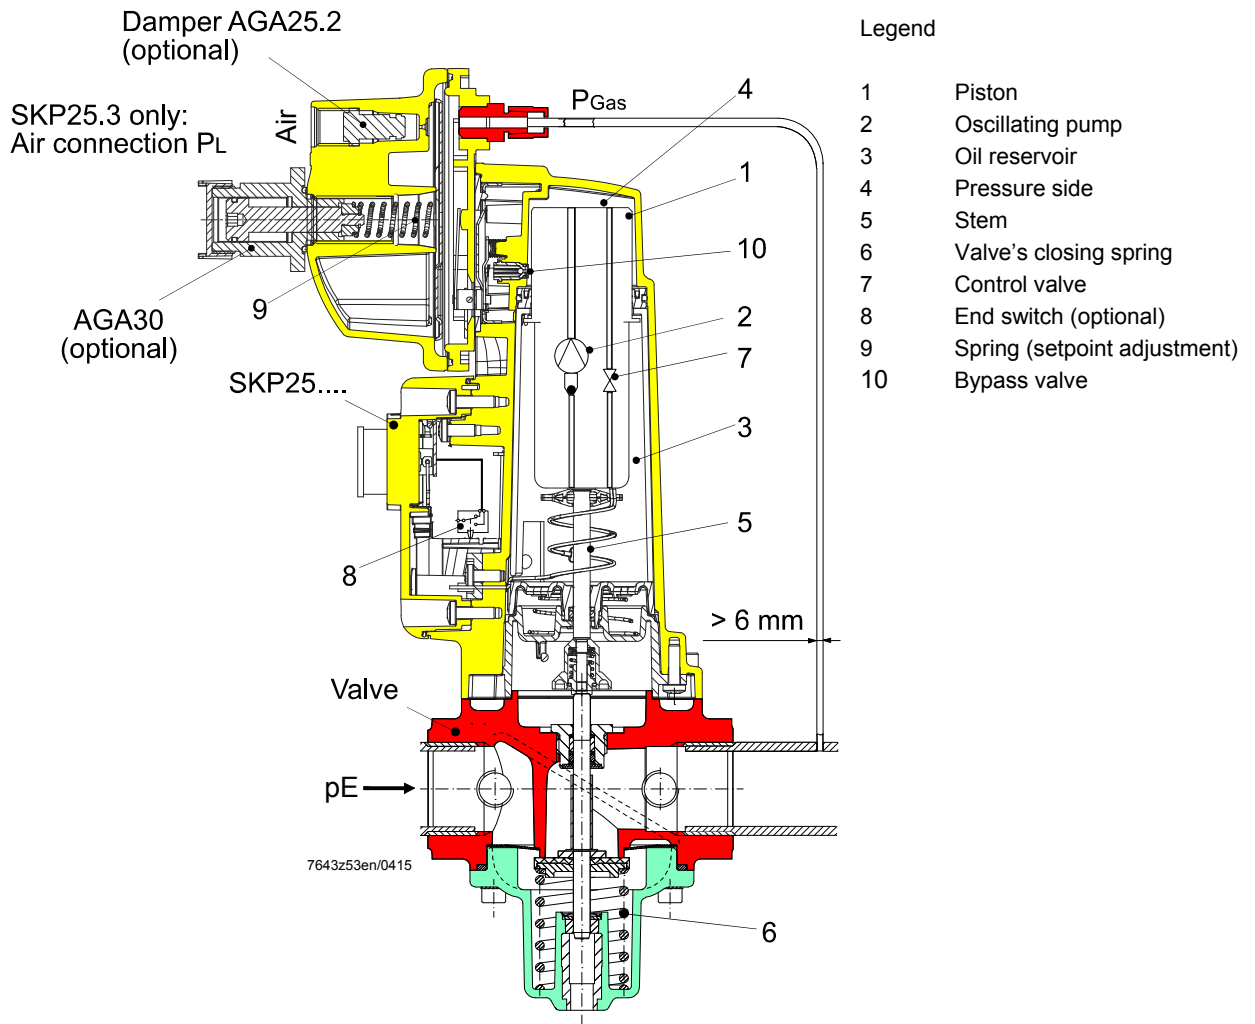 Damper AGA25.2
(optional)
SKP25.3 only:
Air connection PL
Air
PGas
4
1
10
9
AGA30
(optional)
2
7
SKP25....
3
5
8
> 6 mm
Valve
pE
7643z53en/0415
6
Legend
1 Piston
2 Oscillating pump
3 Oil reservoir
4 Pressure side
5 Stem
6 Valve's closing spring
7 Control valve
8 End switch (optional)
9 Spring (setpoint adjustment)
10 Bypass valve